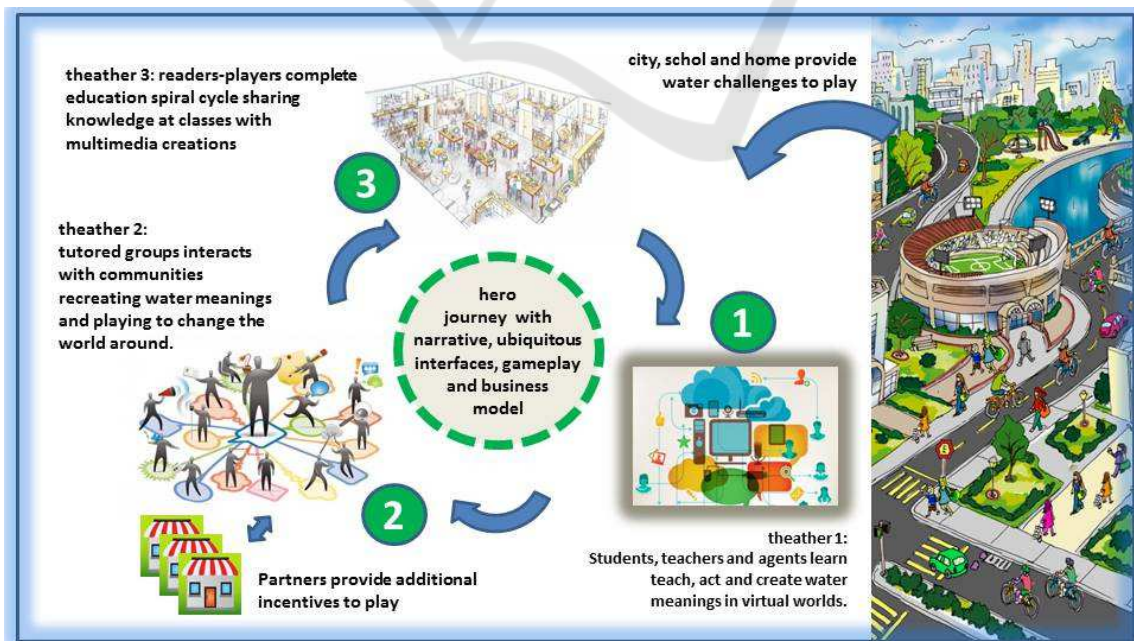 theather 3: readers-players complete
education spiral cycle sharing
knowledge at classes with
multimedia creations
city, schol and home provide
water challenges to play
3
theather 2:
tutored groups interacts
with communities
recreating water meanings
and playing to change the
world around.
hero
journey with
narrative, ubiquitous
interfaces, gameplay
and business
model
1
2
theather 1:
Students, teachers and agents learn
teach, act and create water
meanings in virtual worlds.
Partners provide additional
incentives to play